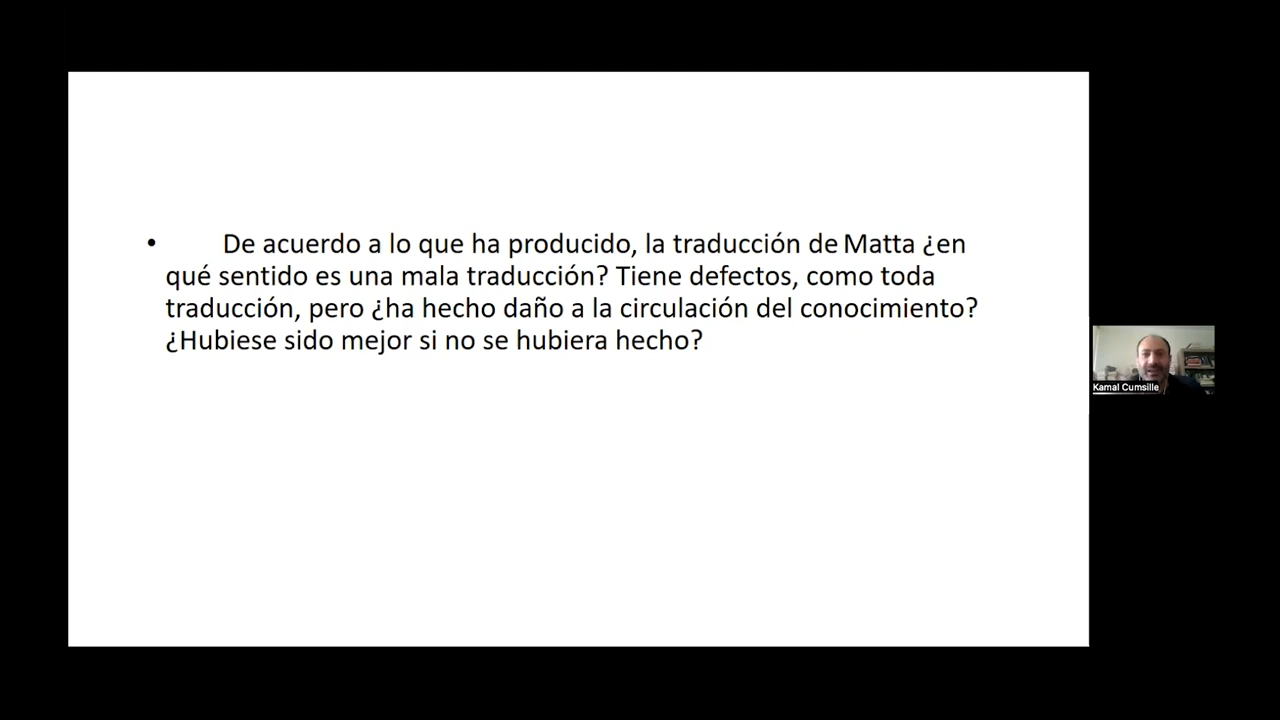 • De acuerdo a lo que ha producido, la traducción de Matta ¿en
qué sentido es una mala traducción? Tiene defectos, como toda
traducción, pero ¿ha hecho daño a la circulación del conocimiento?
¿Hubiese sido mejor si no se hubiera hecho?
Kamal Cumsille